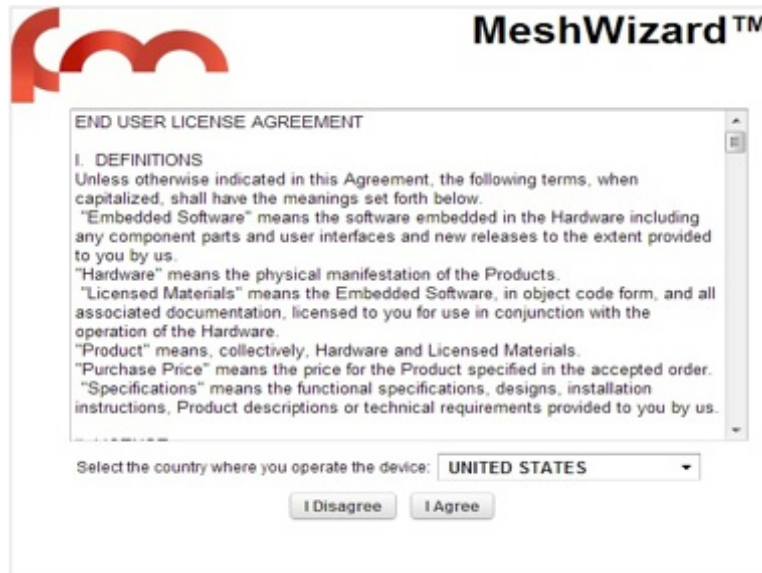 MeshWizard™
END USER LICENSE AGREEMENT
I. DEFINITIONS
Unless otherwise indicated in this Agreement, the following terms, when
capitalized, shall have the meanings set forth below.
"Embedded Software" means the software embedded in the Hardware including
any component parts and user interfaces and new releases to the extent provided
to you by us.
"Hardware" means the physical manifestation of the Products.
"Licensed Materials" means the Embedded Software, in object code form, and all
associated documentation, licensed to you for use in conjunction with the
operation of the Hardware.
"Product" means, collectively, Hardware and Licensed Materials.
"Purchase Price" means the price for the Product specified in the accepted order.
"Specifications" means the functional specifications, designs, installation
instructions, Product descriptions or technical requirements provided to you by us.
Select the country where you operate the device: UNITED STATES
I Disagree I Agree